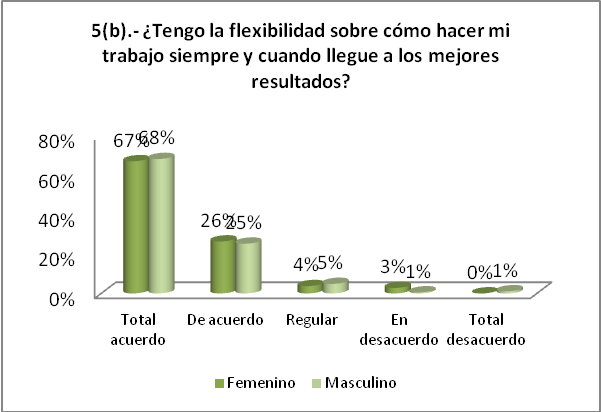 5(b).- ¿Tengo la flexibilidad sobre cómo hacer mi
trabajo siempre y cuando llegue a los mejores
resultados?
80%
60%
40%
20%
0%
67%
68%
26%
25%
4%
5%
3%
1%
0%
1%
Total
acuerdo
De acuerdo
Regular
En
desacuerdo
Total
desacuerdo
Femenino
Masculino